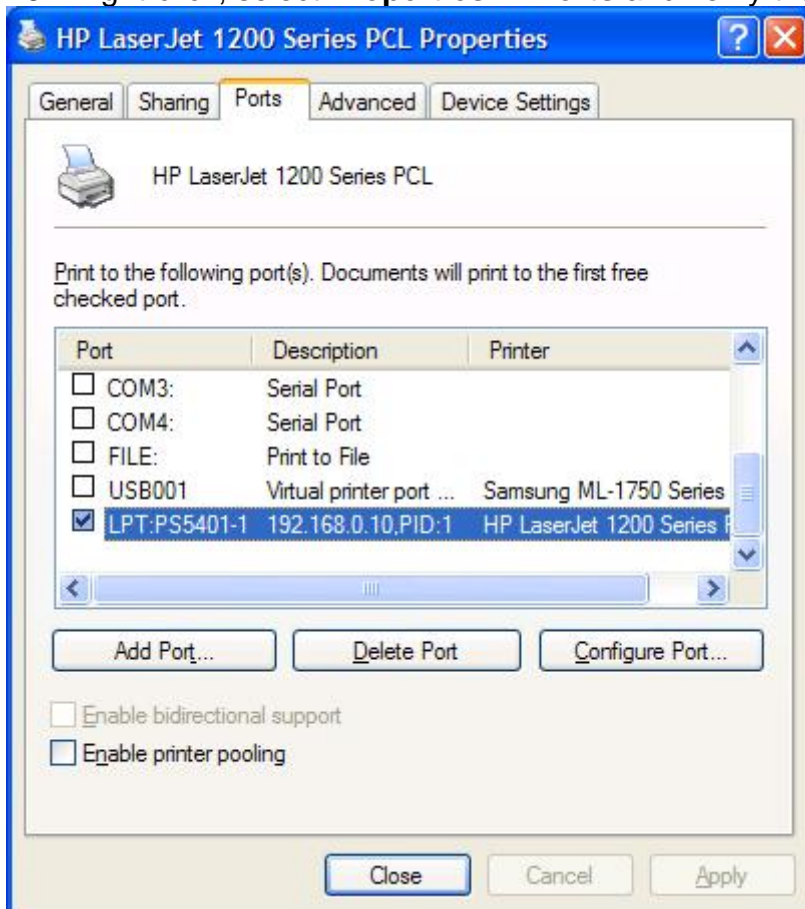 HP LaserJet 1200 Series PCL Properties
General Sharing Ports Advanced Device Settings
HP LaserJet 1200 Series PCL
Print to the following port(s). Documents will print to the first free
checked port.
Port Description Printer
COM3: Serial Port
COM4: Serial Port
FILE: Print to File
USB001 Virtual printer port ... Samsung ML-1750 Series
LPT:PS5401-1 192.168.0.10,PID:1 HP LaserJet 1200 Series
Add Port... Delete Port Configure Port...
Enable bidirectional support
Enable printer pooling
Close Cancel Apply